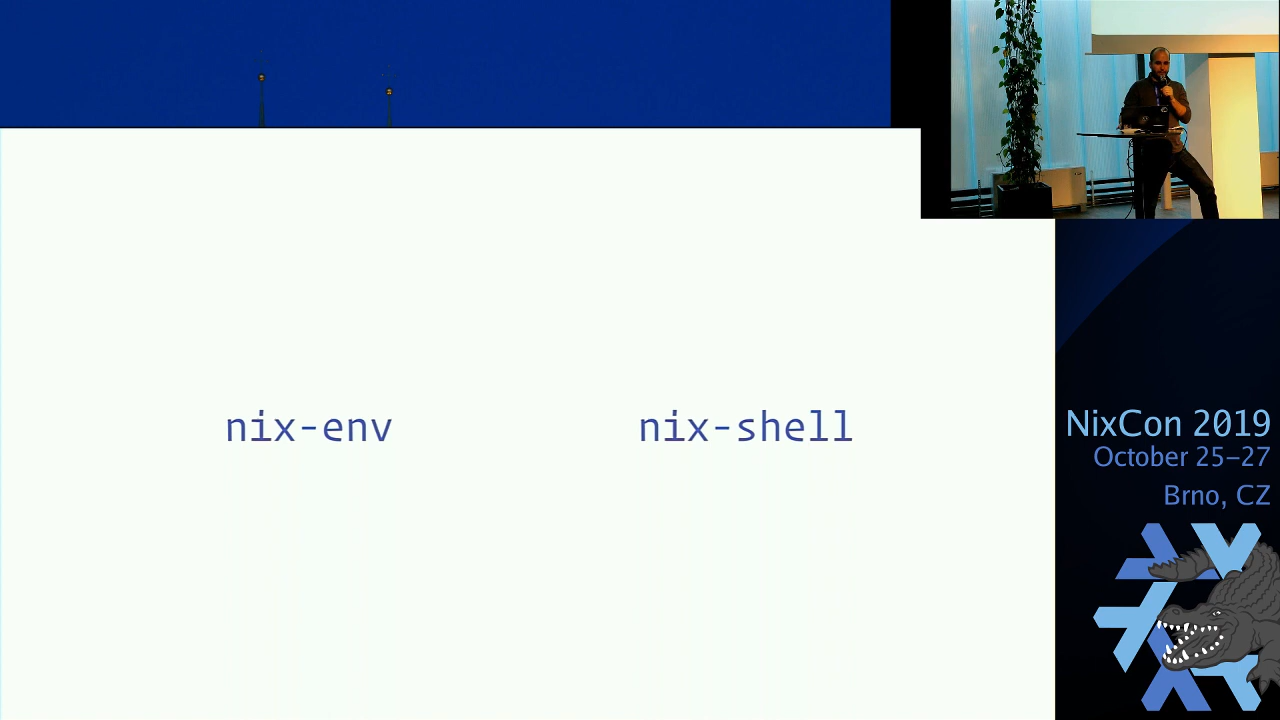 nix-env
nix-shell
NixCon 2019
October 25–27
Brno, CZ